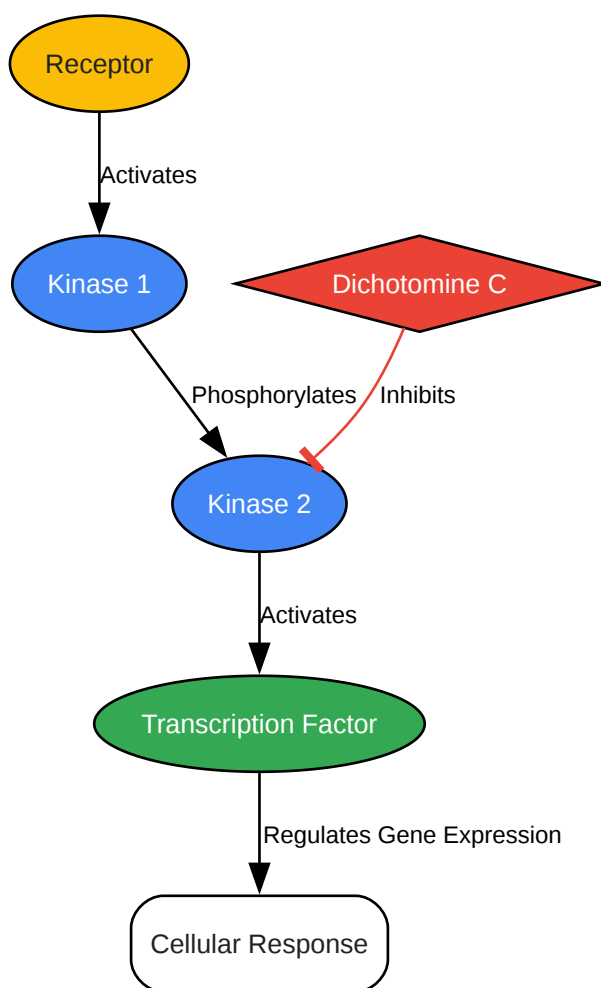 Receptor
Activates
Kinase 1
Dichotomine C
Phosphorylates
Inhibits
Kinase 2
Activates
Transcription Factor
Regulates Gene Expression
Cellular Response